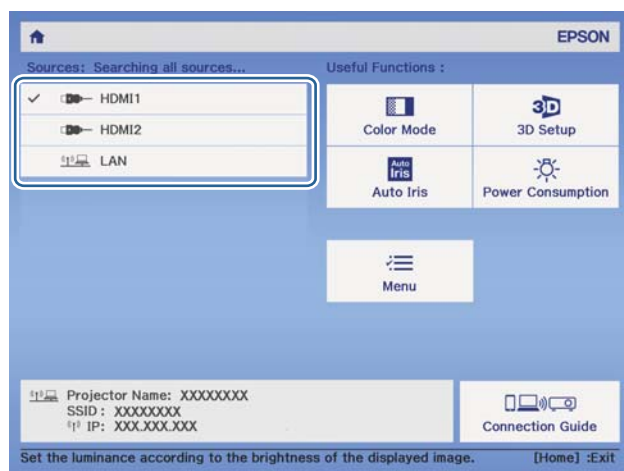 EPSON
Sources: Searching all sources...
Useful Functions :
HDMI1
HDMI2
LAN
Color Mode
3D
3D Setup
Auto
Iris
Auto Iris
Power Consumption
Menu
Projector Name: XXXXXXXX
SSID : XXXXXXXX
IP: XXX.XXX.XXX
Connection Guide
Set the luminance according to the brightness of the displayed image. [Home] :Exit